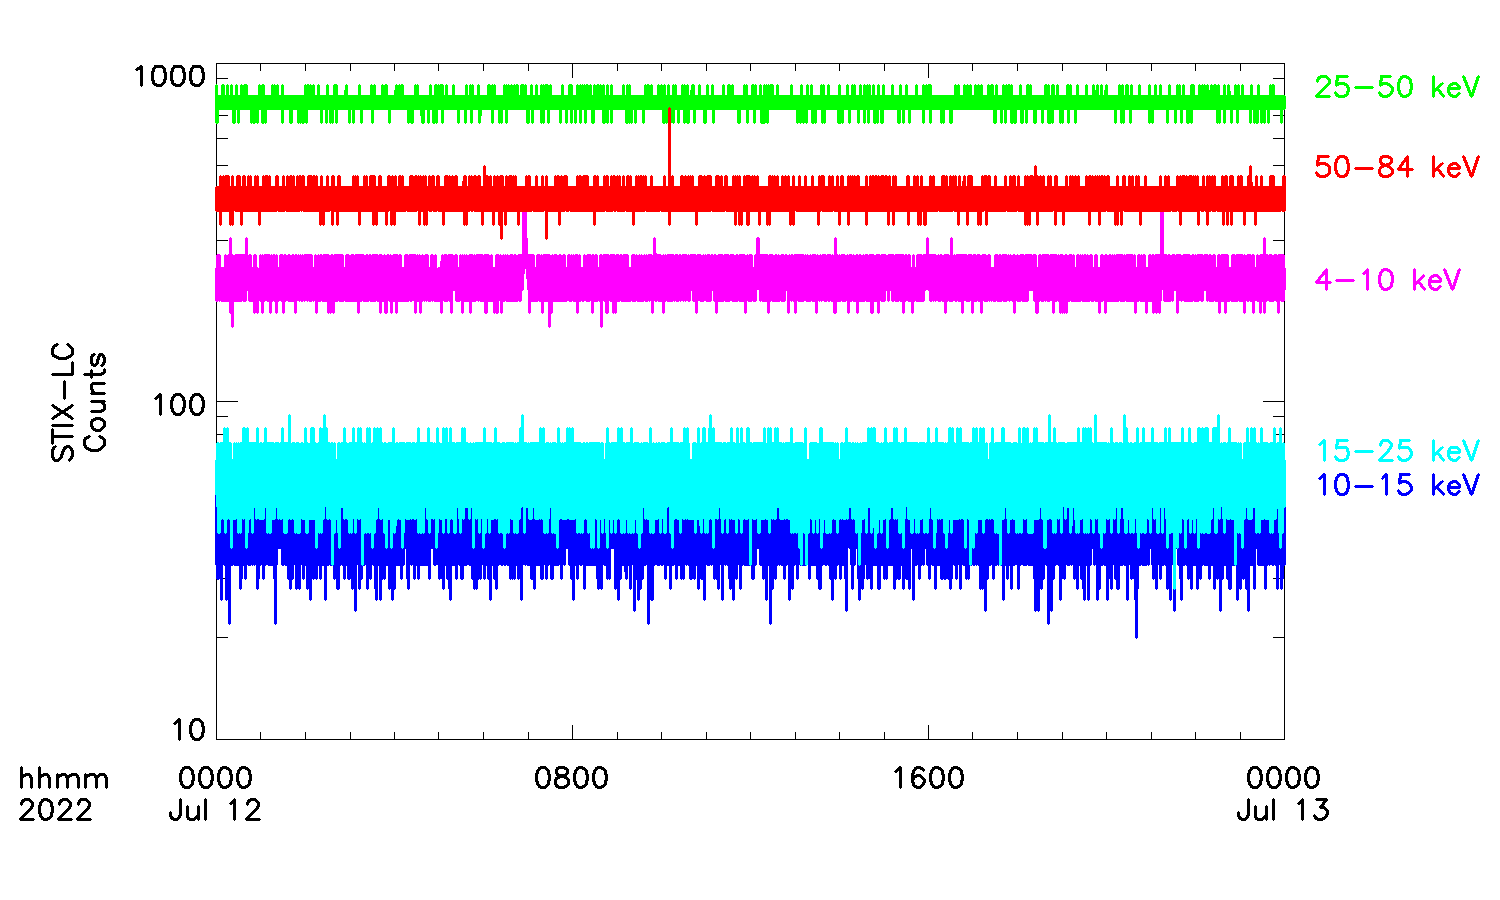 1000
25-50 keV
50-84 keV
4-10 keV
STIX-LC
Counts
100
15-25 keV
10-15 keV
10
hhmm 0000 0800 1600 0000
2022 Jul 12 Jul 13